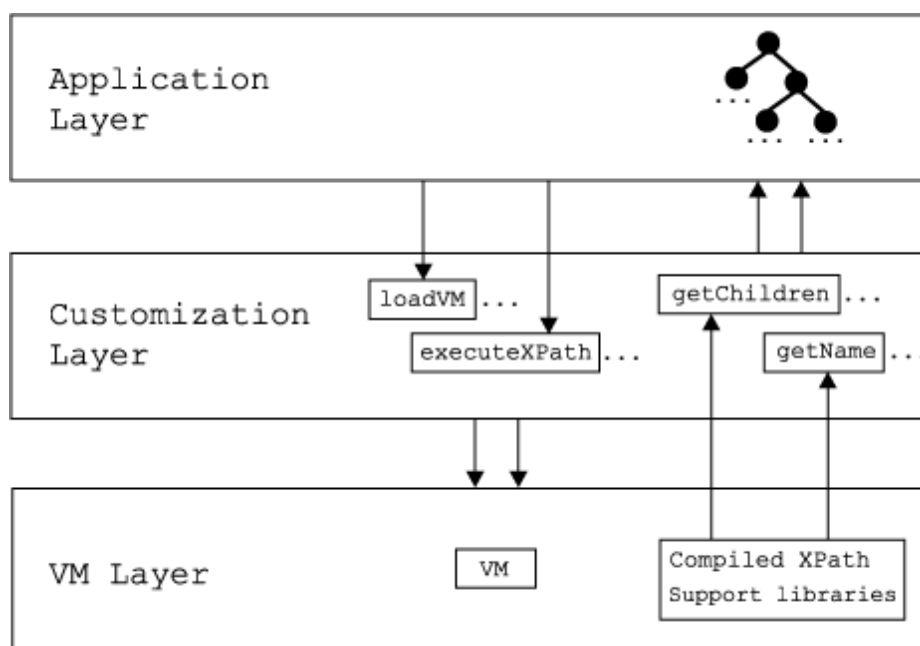 Application
Layer
... 
... ...
Customization
Layer
loadVM ...
getChildren ...
executeXPath ...
getName ...
VM Layer
VM
Compiled XPath
Support libraries